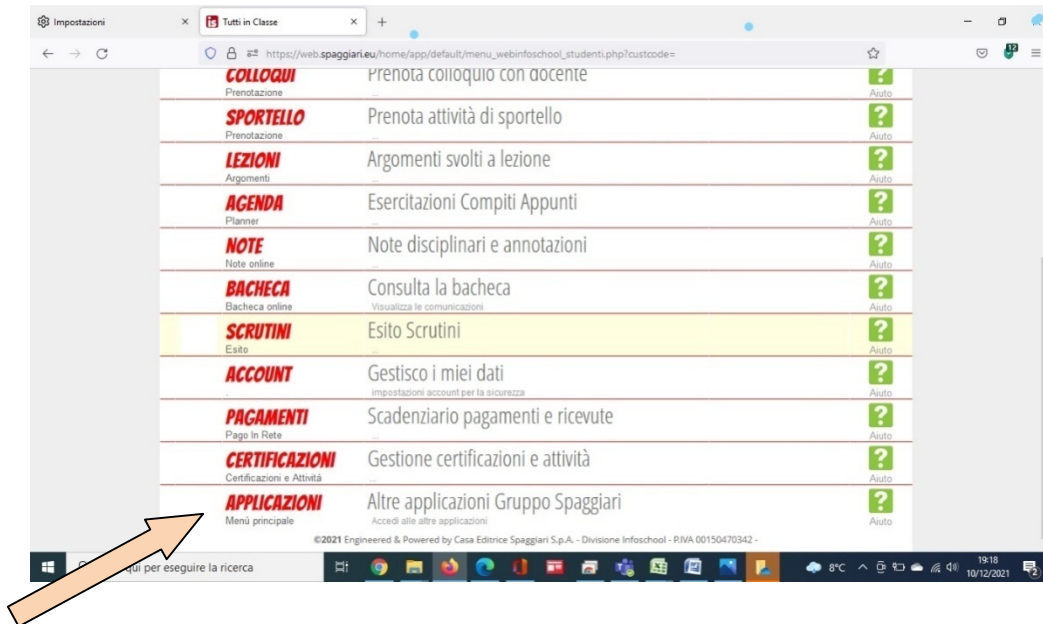 Impostazioni
Tutti in Classe
https://web.spaggiari.eu/home/app/default/menu_webinfoschool_studenti.php?custcode=
12
COLLOQUI Prenota colloquio con docente
Prenotazione ... Aiuto
SPORTELLO Prenota attività di sportello
Prenotazione ... Aiuto
LEZIONI Argomenti svolti a lezione
Argomenti ... Aiuto
AGENDA Esercitazioni Compiti Appunti
Planner ... Aiuto
NOTE Note disciplinari e annotazioni
Note online ... Aiuto
BACHECA Consulta la bacheca
Bacheca online Visualizza le comunicazioni Aiuto
SCRUTINI Esito Scrutini
Esito ... Aiuto
ACCOUNT Gestisco i miei dati
. impostazioni account per la sicurezza Aiuto
PAGAMENTI Scadenziario pagamenti e ricevute
Pago In Rete ... Aiuto
CERTIFICAZIONI Gestione certificazioni e attività
Certificazioni e Attività ... Aiuto
APPLICAZIONI Altre applicazioni Gruppo Spaggiari
Menù principale Accedi alle altre applicazioni Aiuto
©2021 Engineered & Powered by Casa Editrice Spaggiari S.p.A. - Divisione Infoschool - P.IVA 00150470342 -
qui per eseguire la ricerca
8°C
19:18
10/12/2021
2